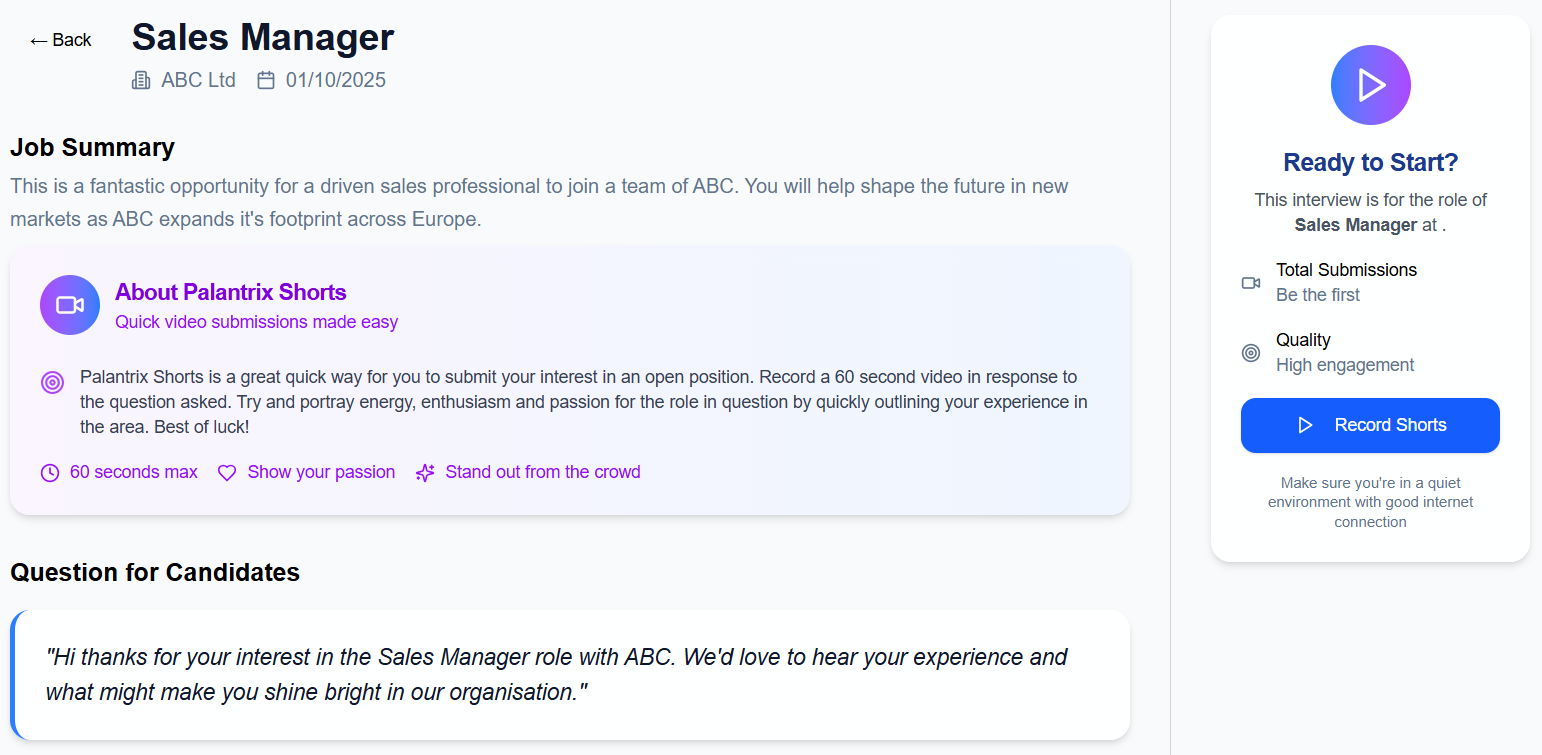 ← Back
Sales Manager
ABC Ltd 01/10/2025
Job Summary
This is a fantastic opportunity for a driven sales professional to join a team of ABC. You will help shape the future in new
markets as ABC expands it's footprint across Europe.
About Palantrix Shorts
Quick video submissions made easy
Palantrix Shorts is a great quick way for you to submit your interest in an open position. Record a 60 second video in response to
the question asked. Try and portray energy, enthusiasm and passion for the role in question by quickly outlining your experience in
the area. Best of luck!
60 seconds max Show your passion Stand out from the crowd
Question for Candidates
"Hi thanks for your interest in the Sales Manager role with ABC. We'd love to hear your experience and
what might make you shine bright in our organisation."
Ready to Start?
This interview is for the role of
Sales Manager at .
Total Submissions
Be the first
Quality
High engagement
Record Shorts
Make sure you're in a quiet
environment with good internet
connection